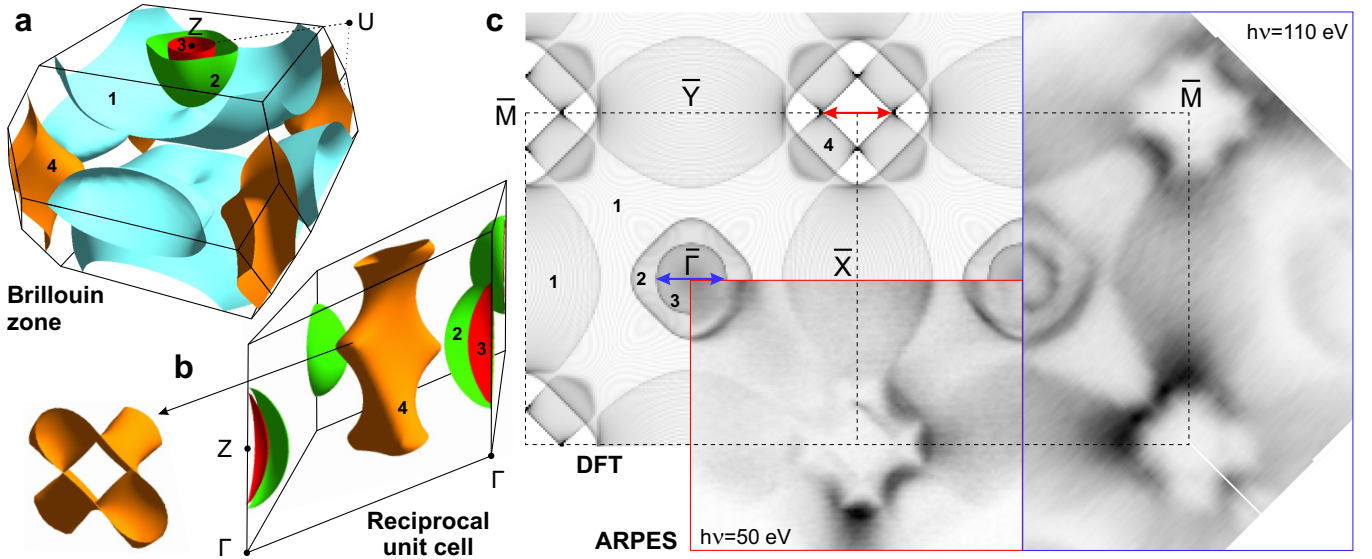 a
Z
U
3
2
1
4
Brillouin
zone
b
2
3
4
Z
Γ
Γ
Reciprocal
unit cell
c
hν=110 eV
M̅
Y̅
M̅
4
1
1
2
Γ̅
3
X̅
DFT
ARPES
hν=50 eV